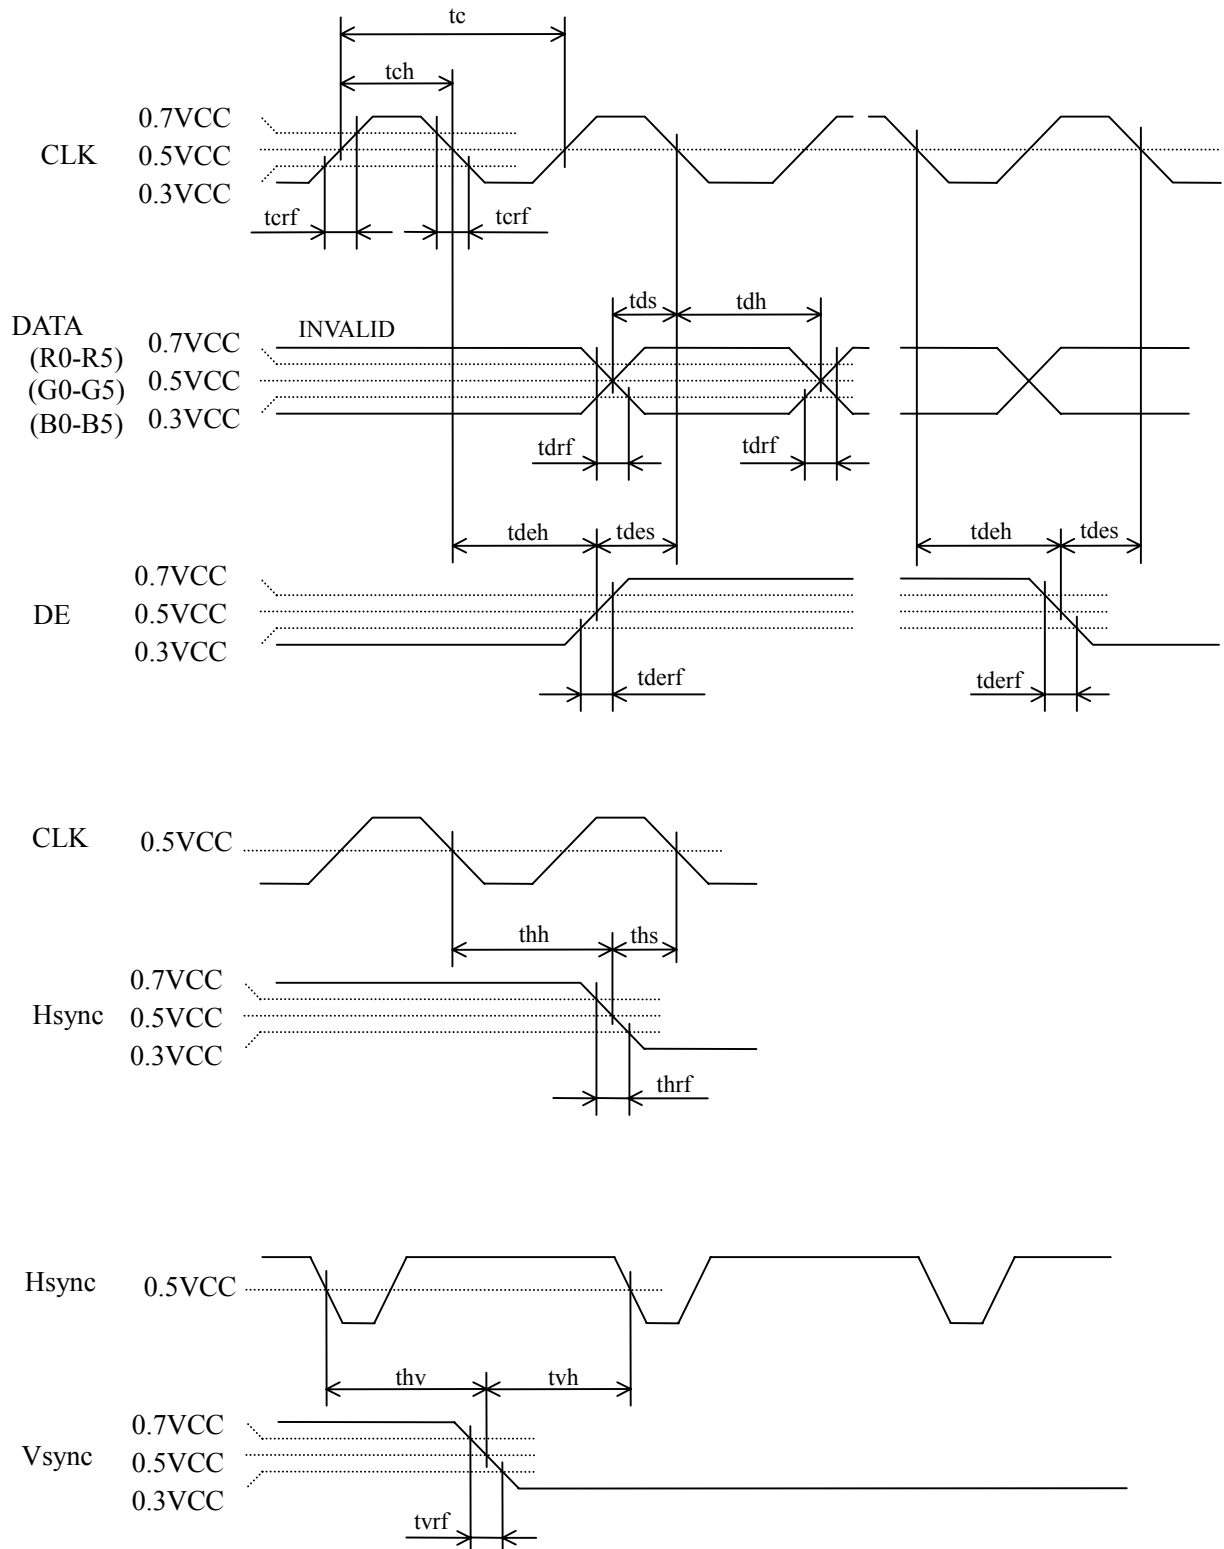 tc
tch
0.7VCC
CLK 0.5VCC
0.3VCC
tcrf tcrf
tds tdh
DATA INVALID
(R0-R5) 0.7VCC
(G0-G5) 0.5VCC
(B0-B5) 0.3VCC
tdrf tdrf
tdeh tdes tdeh tdes
0.7VCC
DE 0.5VCC
0.3VCC
tderf tderf
CLK 0.5VCC
thh ths
0.7VCC
Hsync 0.5VCC
0.3VCC
thrf
Hsync 0.5VCC
thv tvh
0.7VCC
Vsync 0.5VCC
0.3VCC
tvrf